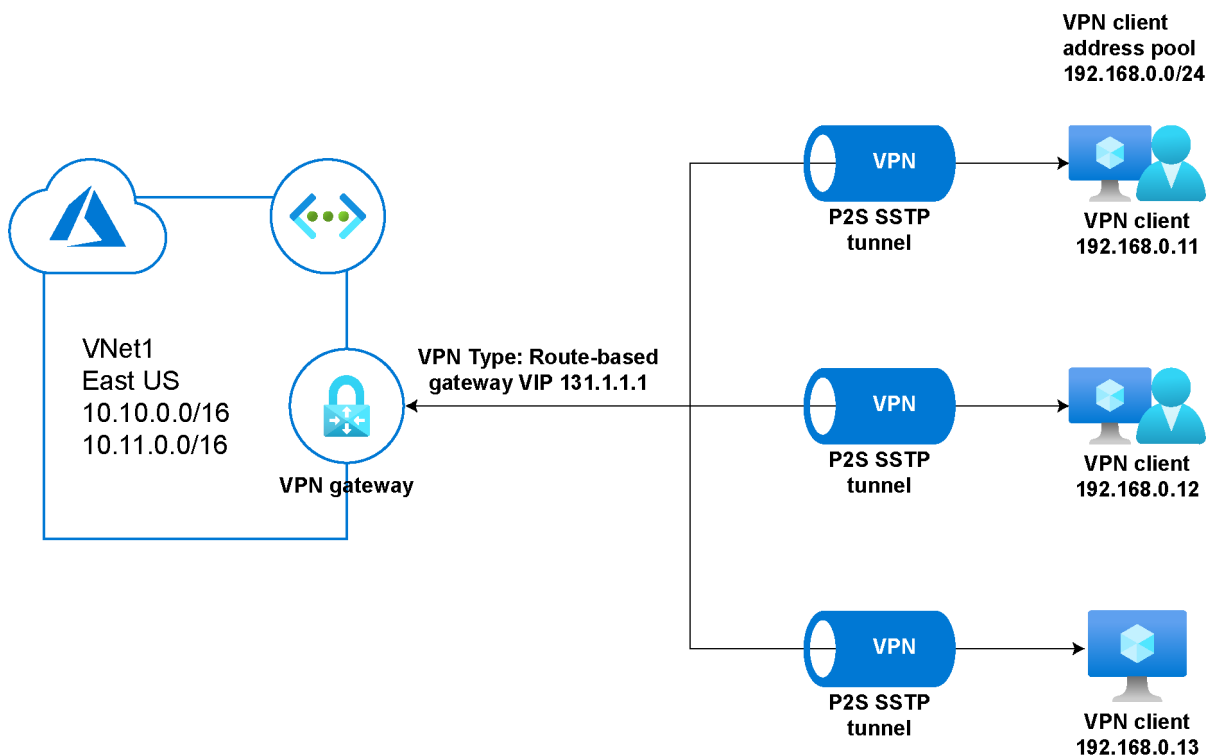 VPN client
address pool
192.168.0.0/24
VPN
P2S SSTP
tunnel
VPN client
192.168.0.11
VNet1
East US
10.10.0.0/16
10.11.0.0/16
VPN Type: Route-based
gateway VIP 131.1.1.1
VPN gateway
VPN
P2S SSTP
tunnel
VPN client
192.168.0.12
VPN
P2S SSTP
tunnel
VPN client
192.168.0.13